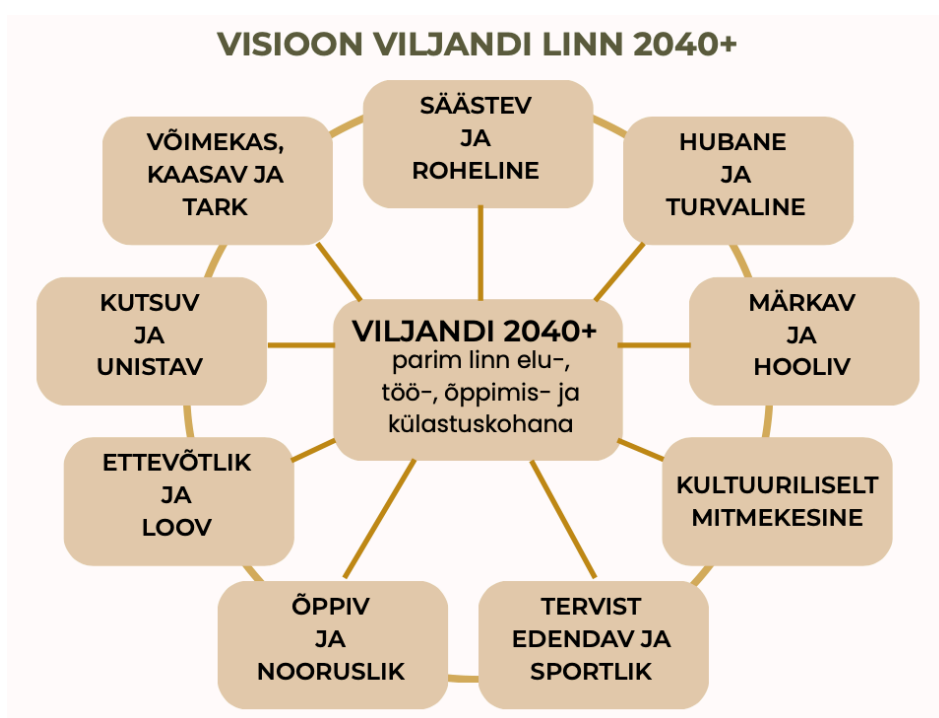 VISIOON VILJANDI LINN 2040+
SÄÄSTEV
JA
ROHELINE
HUBANE
JA
TURVALINE
MÄRKAV
JA
HOOLIV
KULTUURILISELT
MITMEKESINE
TERVIST
EDENDAV JA
SPORTLIK
ÕPPIV
JA
NOORUSLIK
ETTEVÕTLIK
JA
LOOV
KUTSUV
JA
UNISTAV
VÕIMEKAS,
KAASAV JA
TARK
VILJANDI 2040+
parim linn elu-,
töö-, õppimis- ja
külastuskohana